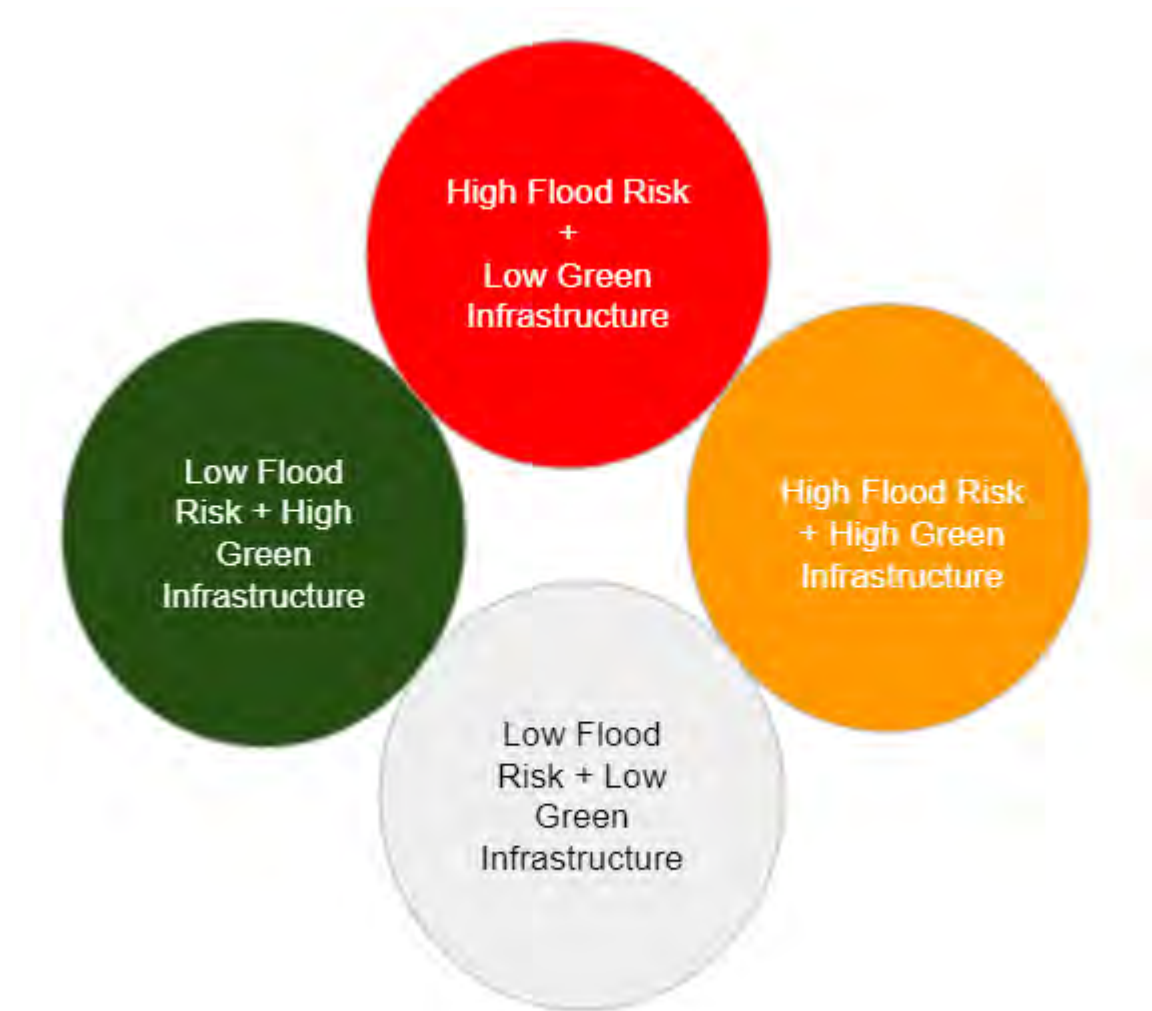 High Flood Risk
+
Low Green
Infrastructure
Low Flood
Risk + High
Green
Infrastructure
High Flood Risk
+ High Green
Infrastructure
Low Flood
Risk + Low
Green
Infrastructure